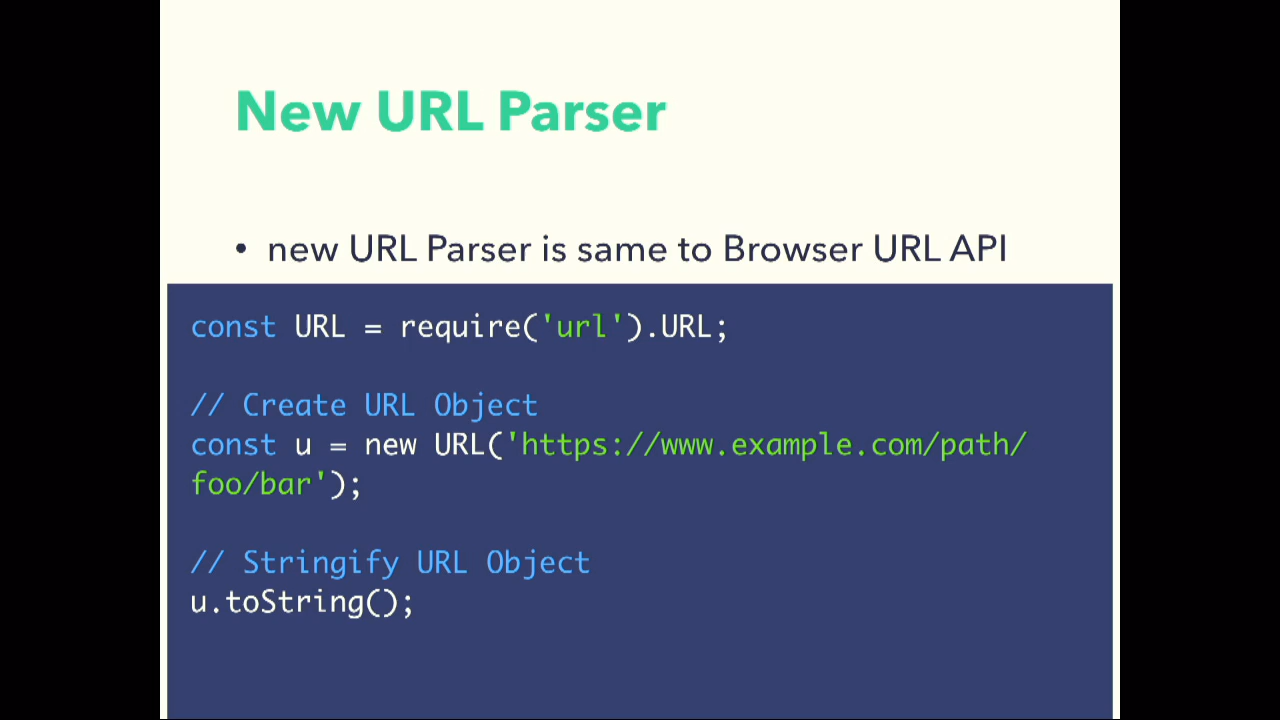 New URL Parser
• new URL Parser is same to Browser URL API
const URL = require('url').URL;
// Create URL Object
const u = new URL('https://www.example.com/path/
foo/bar');
// Stringify URL Object
u.toString();